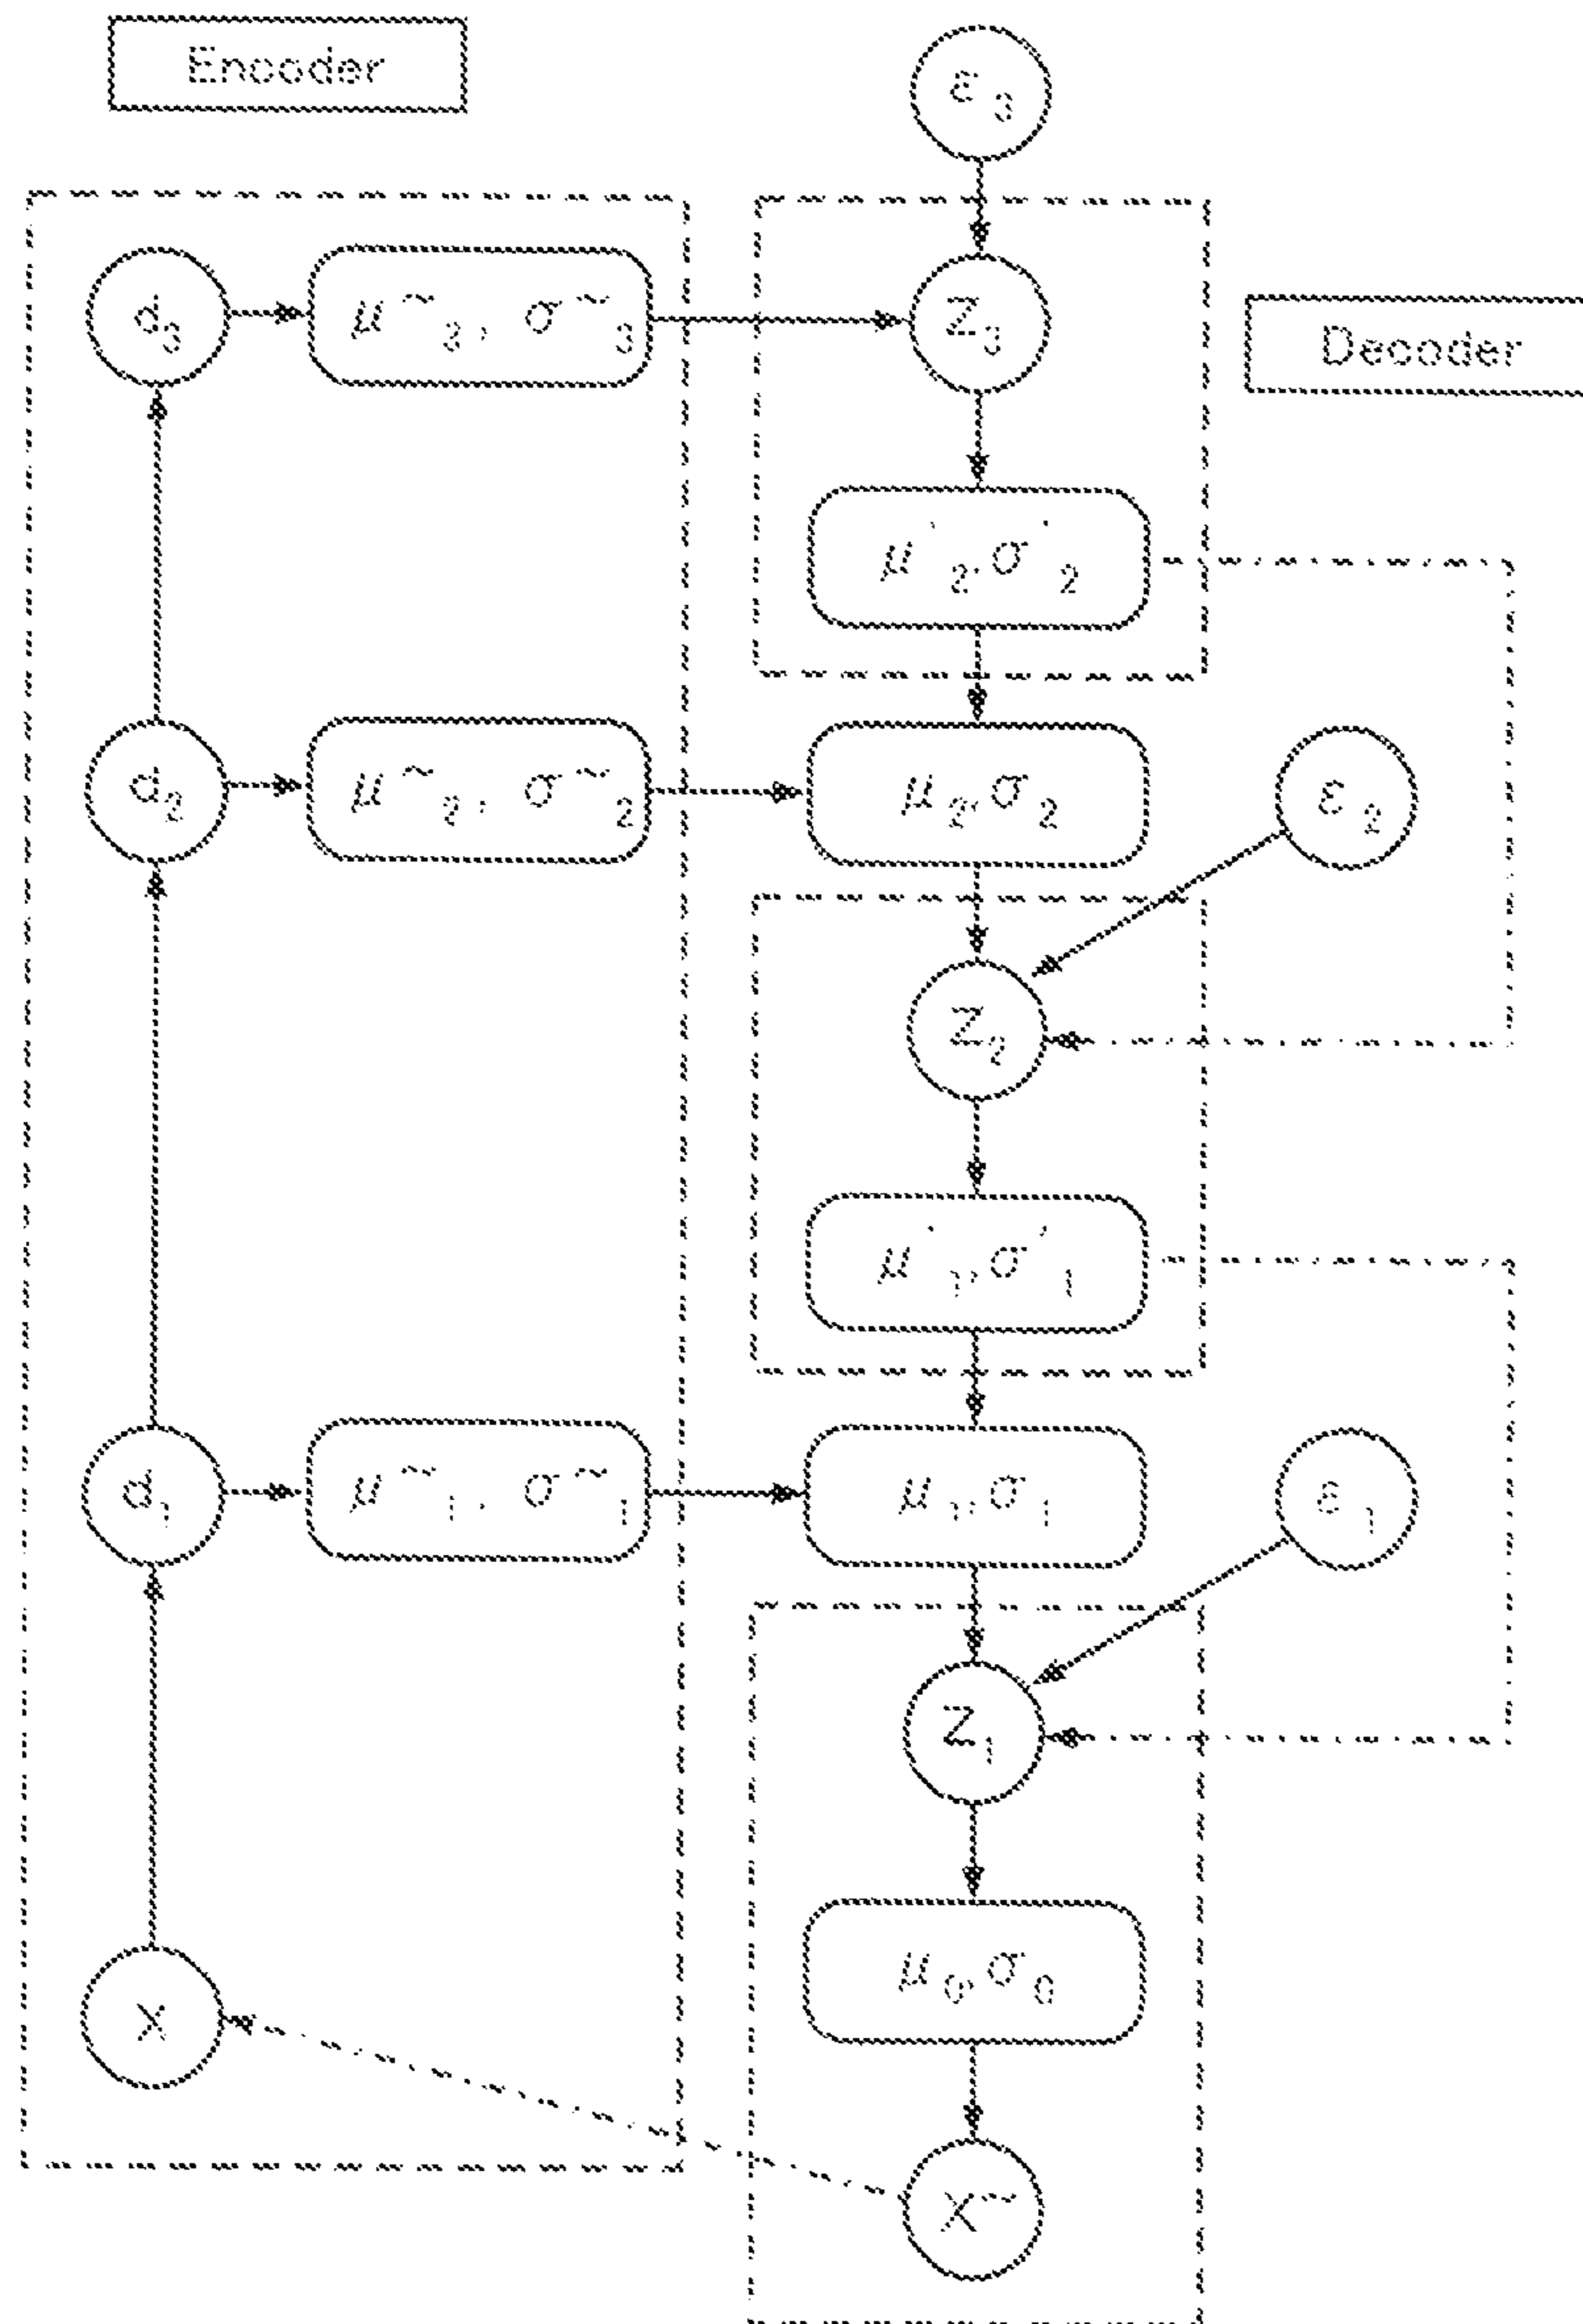 Encoder
ε3
d3
μ~3, σ~3
Z3
Decoder
μ'2,σ'2
d2
μ~2, σ~2
μ2,σ2
ε2
Z2
μ'1,σ'1
d1
μ~1, σ~1
μ1,σ1
ε1
Z1
X
μ0,σ0
X~